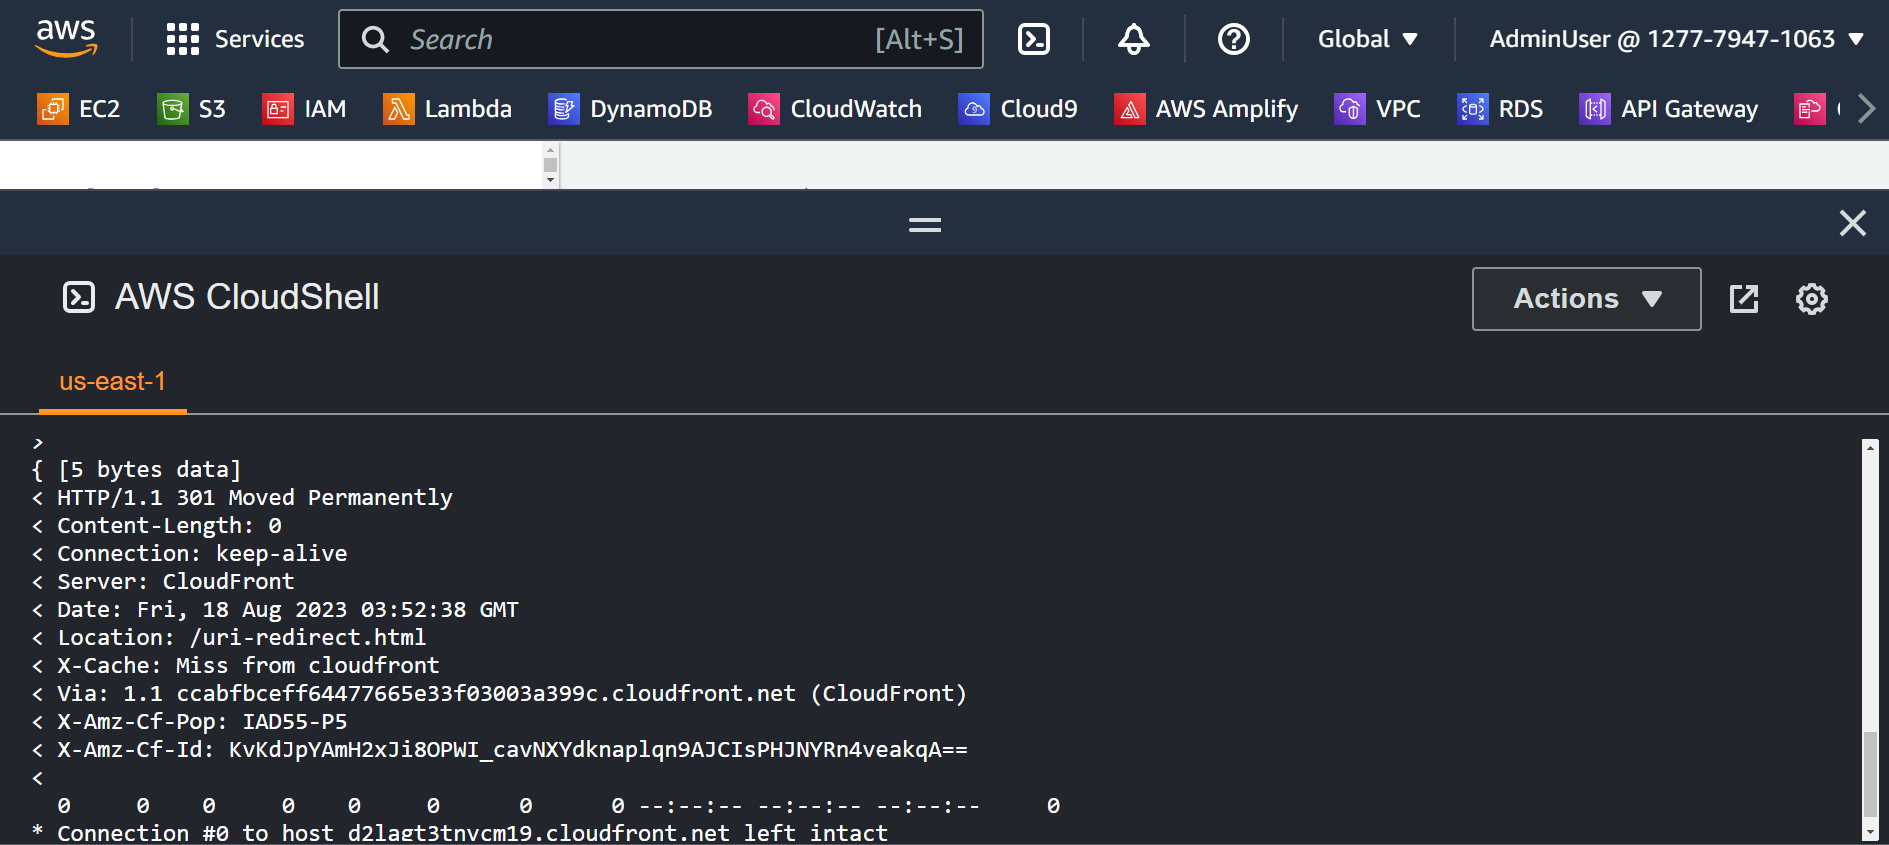 aws
Services
Search
[Alt+S]
Global
AdminUser @ 1277-7947-1063
EC2
S3
IAM
Lambda
DynamoDB
CloudWatch
Cloud9
AWS Amplify
VPC
RDS
API Gateway
AWS CloudShell
Actions
us-east-1
>
{ [5 bytes data]
< HTTP/1.1 301 Moved Permanently
< Content-Length: 0
< Connection: keep-alive
< Server: CloudFront
< Date: Fri, 18 Aug 2023 03:52:38 GMT
< Location: /uri-redirect.html
< X-Cache: Miss from cloudfront
< Via: 1.1 ccabfbceff64477665e33f03003a399c.cloudfront.net (CloudFront)
< X-Amz-Cf-Pop: IAD55-P5
< X-Amz-Cf-Id: KvKdJpYAmH2xJi8OPWI_cavNXYdknaplqn9AJCIsPHJNYRn4veakqA==
<
0 0 0 0 0 0 0 0 --:--:-- --:--:-- --:--:-- 0
* Connection #0 to host d2lagt3tnvcm19.cloudfront.net left intact